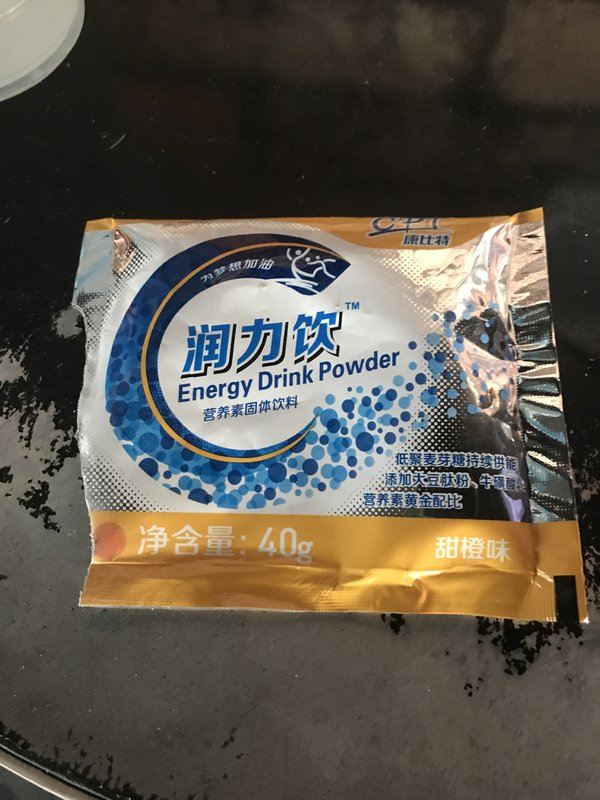 康比特
为梦想加油
润力饮™
Energy Drink Powder
营养素固体饮料
低聚麦芽糖持续供能
添加大豆肽粉、牛磺酸
营养素黄金配比
净含量：40g
甜橙味